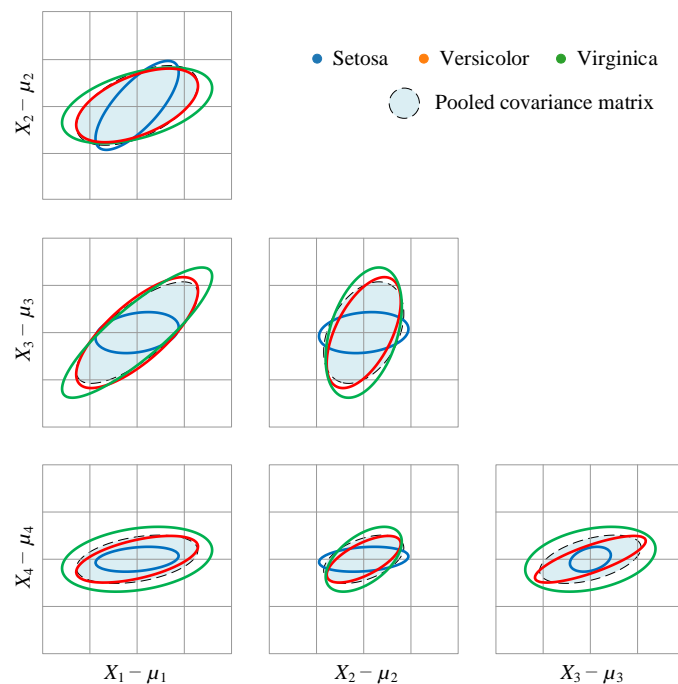 X₂ − μ₂
Setosa Versicolor Virginica
Pooled covariance matrix
X₃ − μ₃
X₄ − μ₄
X₁ − μ₁ X₂ − μ₂ X₃ − μ₃